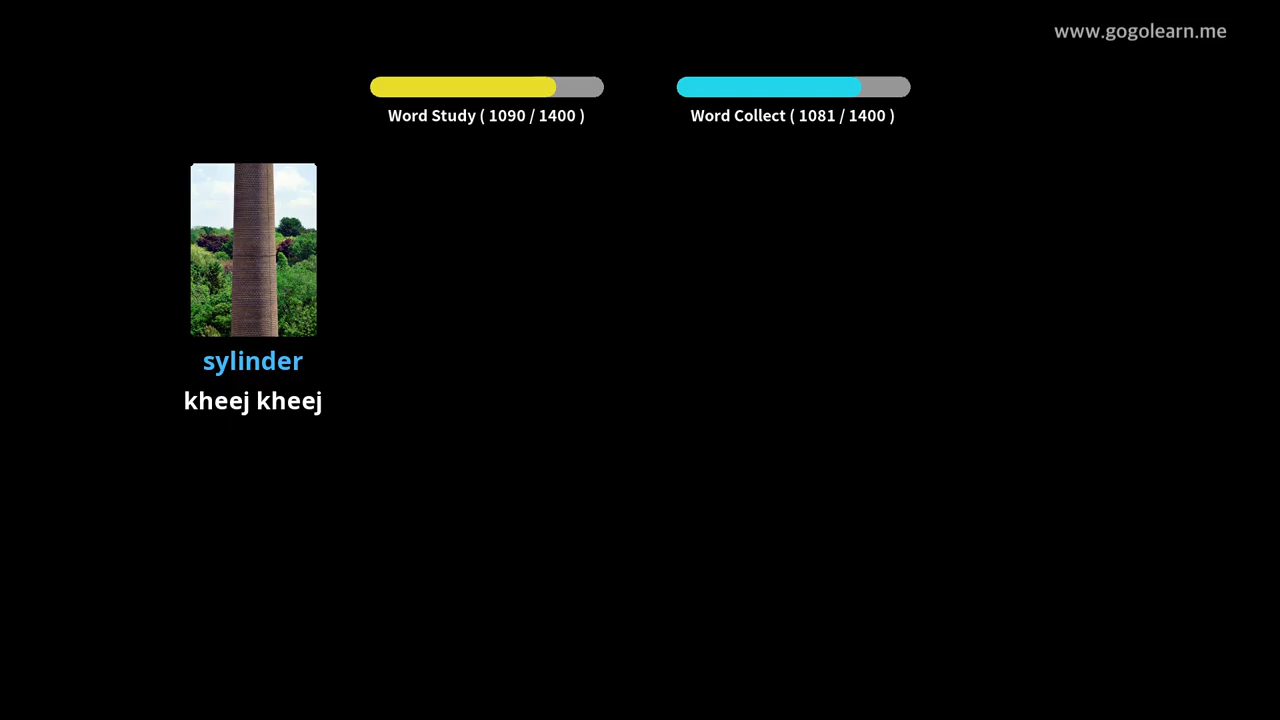 www.gogolearn.me
Word Study ( 1090 / 1400 )
Word Collect ( 1081 / 1400 )
sylinder
kheej kheej